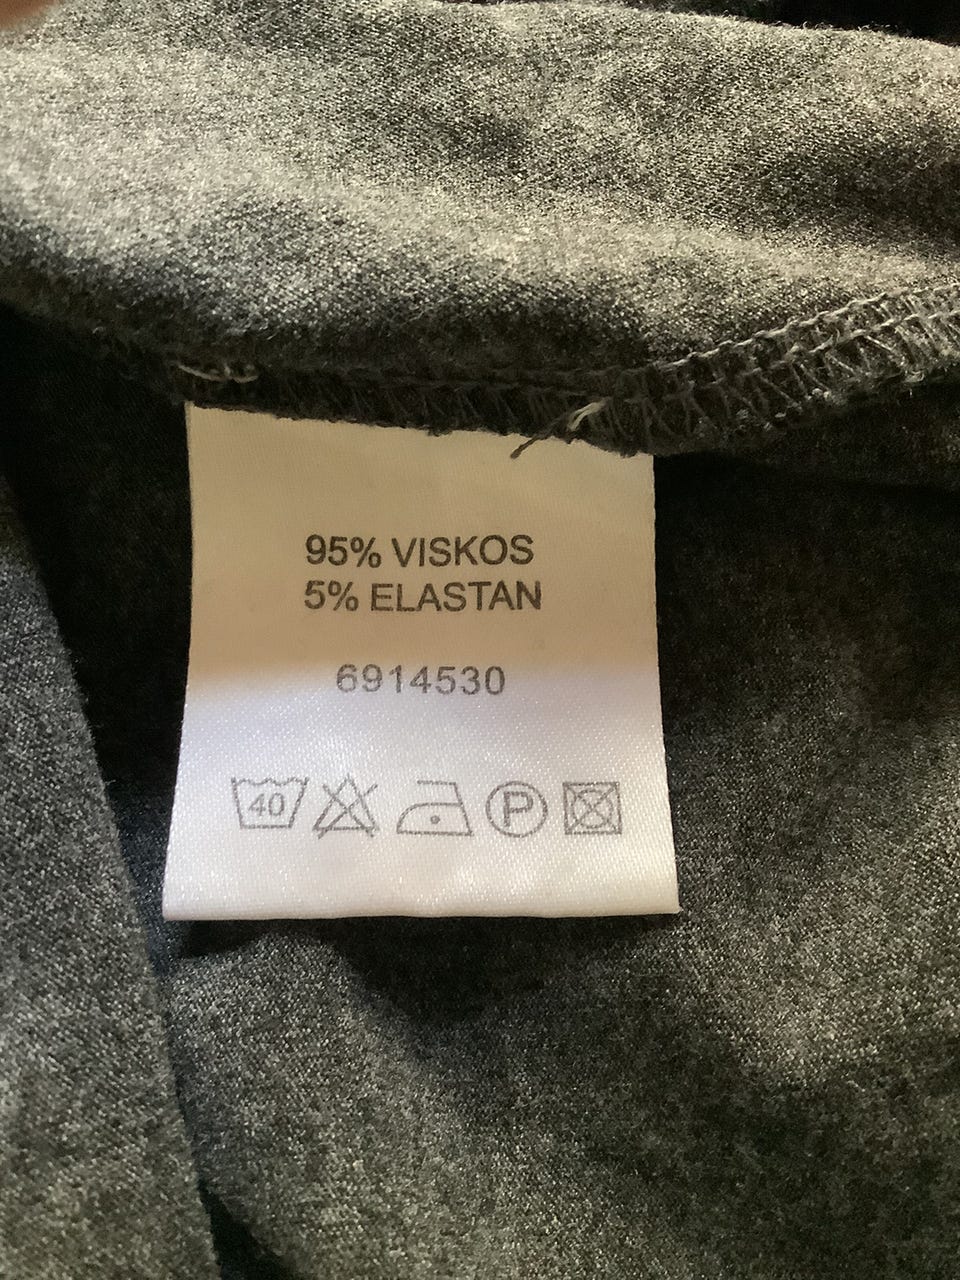 95% VISKOS
5% ELASTAN
6914530
40 P